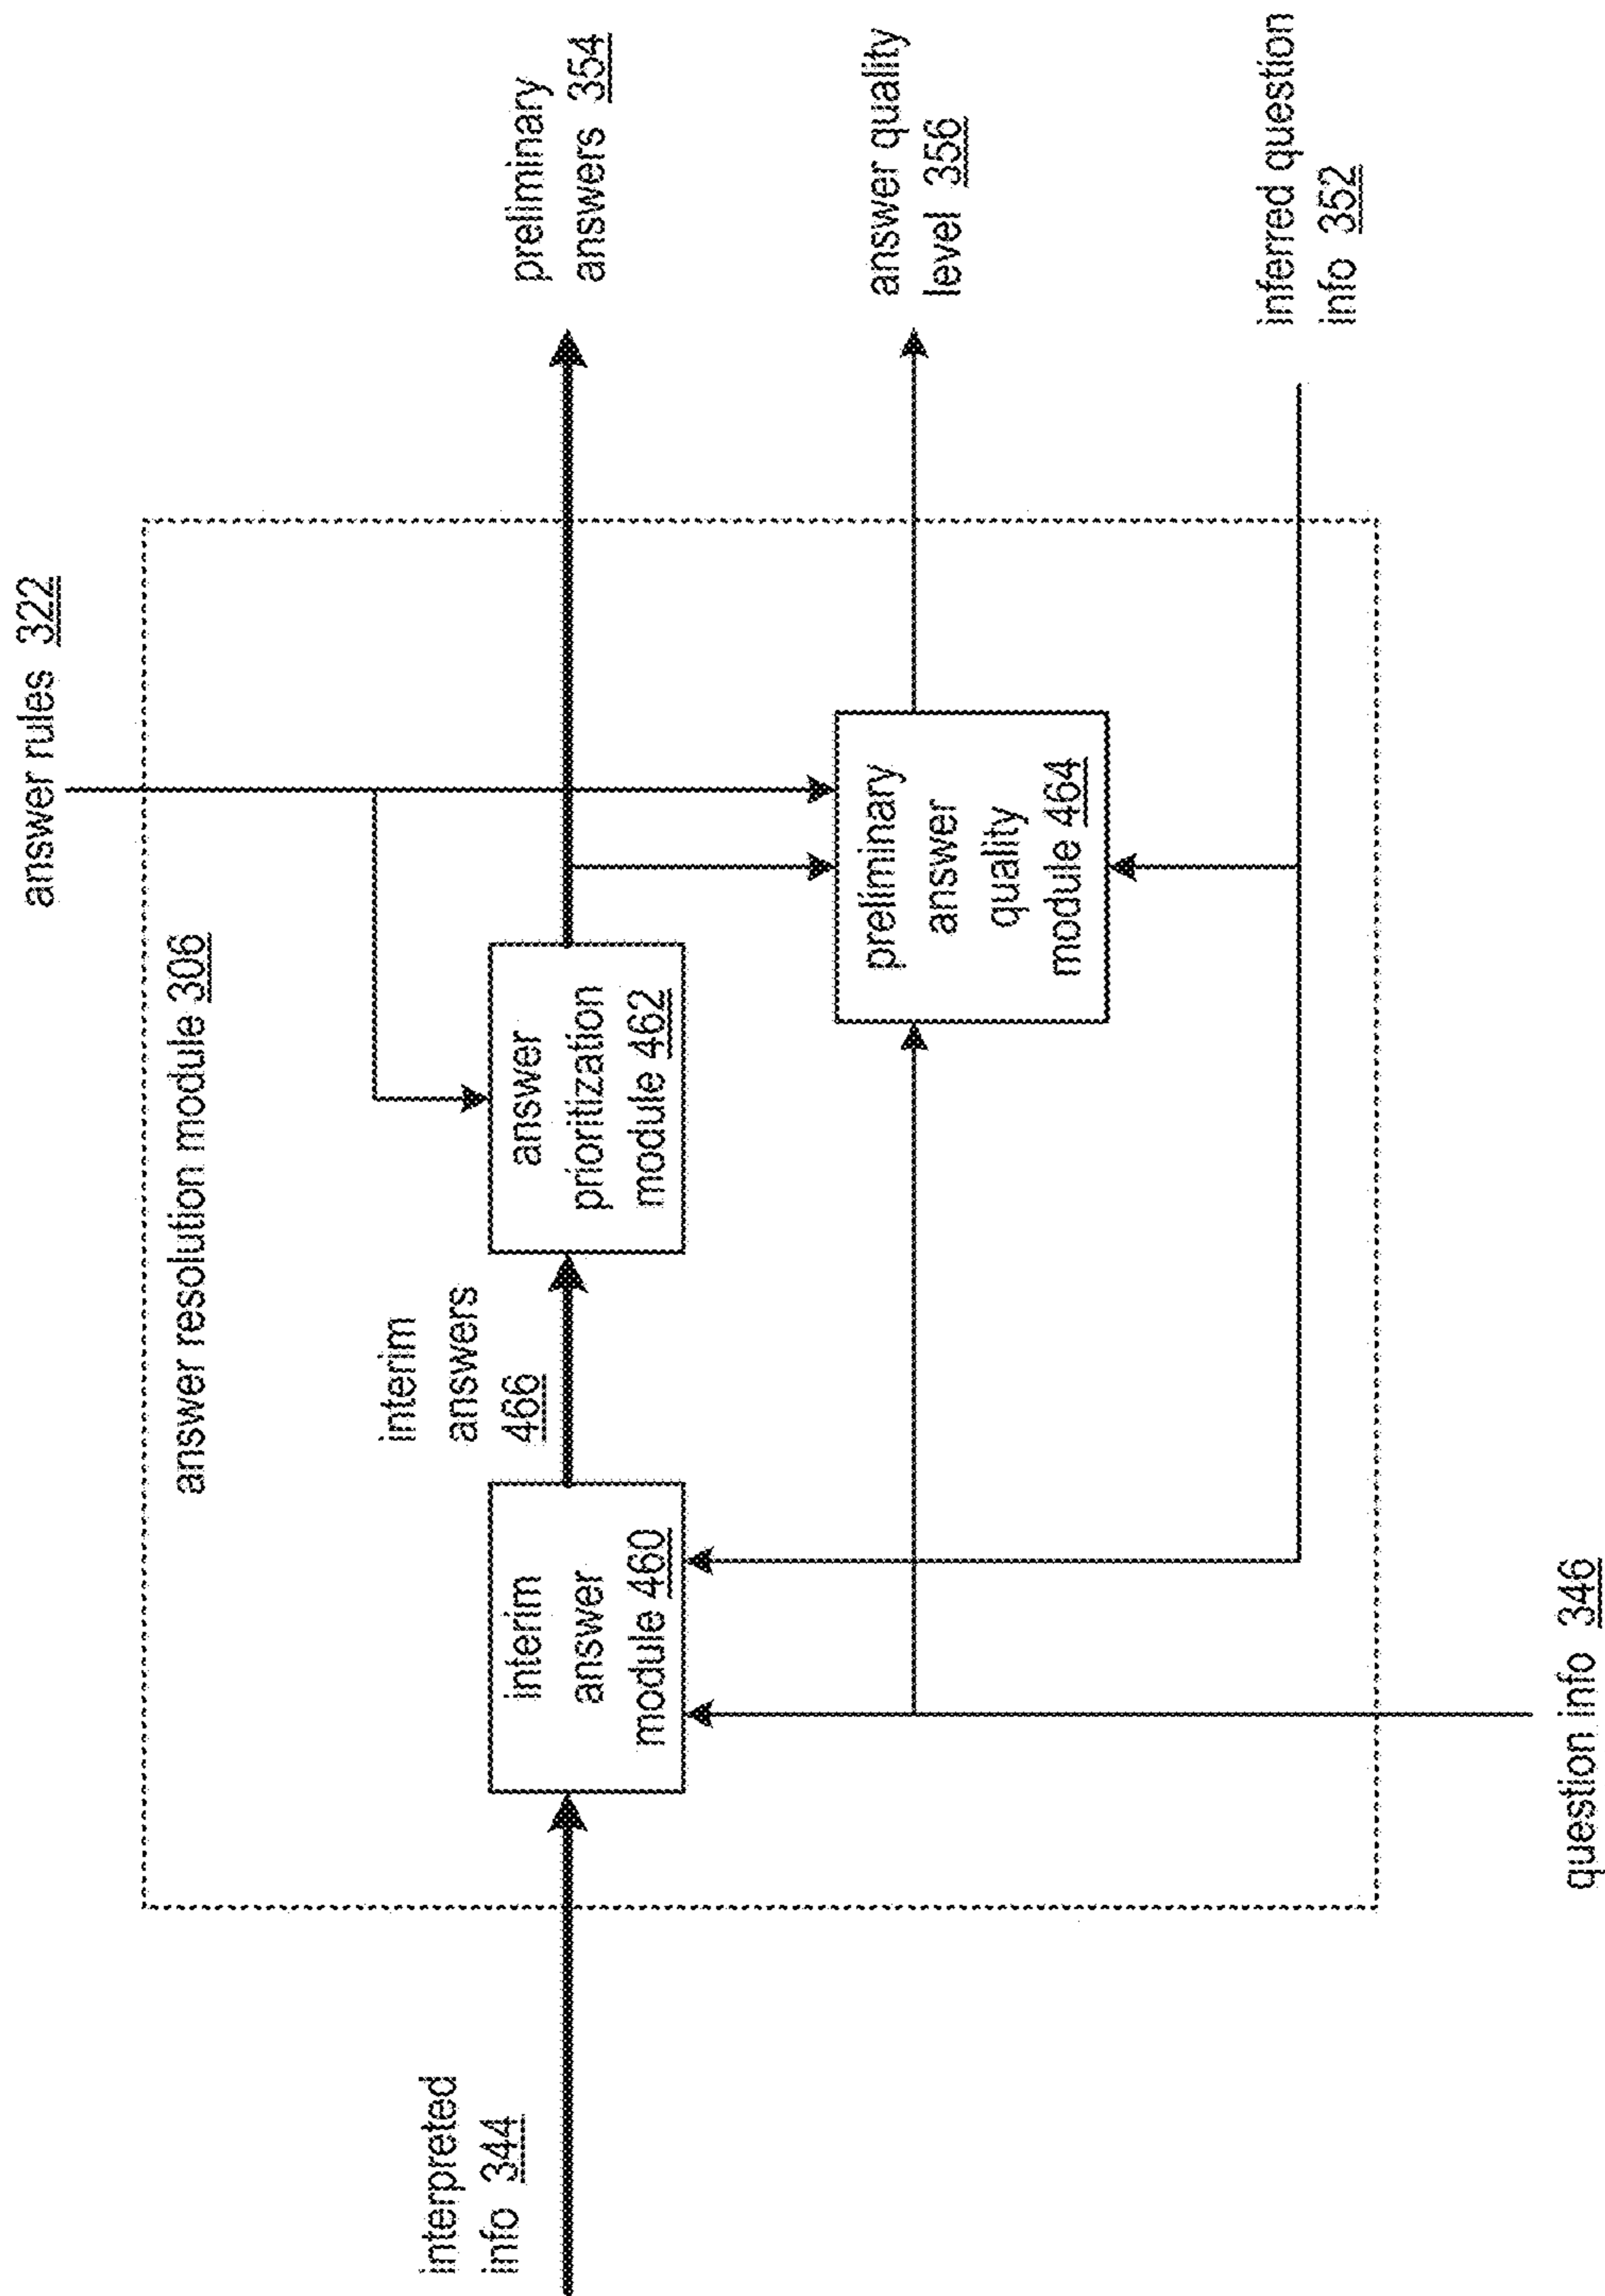 answer rules 322
answer resolution module 306
interpreted
info 344
interim
answer
module 460
interim
answers
466
answer
prioritization
module 462
preliminary
answers 354
preliminary
answer
quality
module 464
answer quality
level 356
inferred question
info 352
question info 346